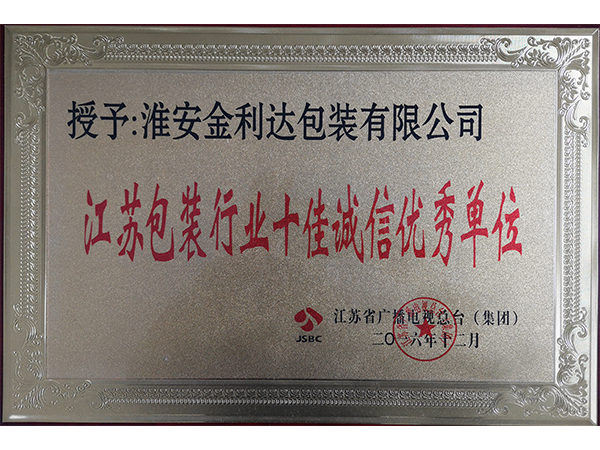 授予:淮安金利达包装有限公司
江苏包装行业十佳诚信优秀单位
JSBC
江苏省广播电视总台(集团)
二〇一六年十二月